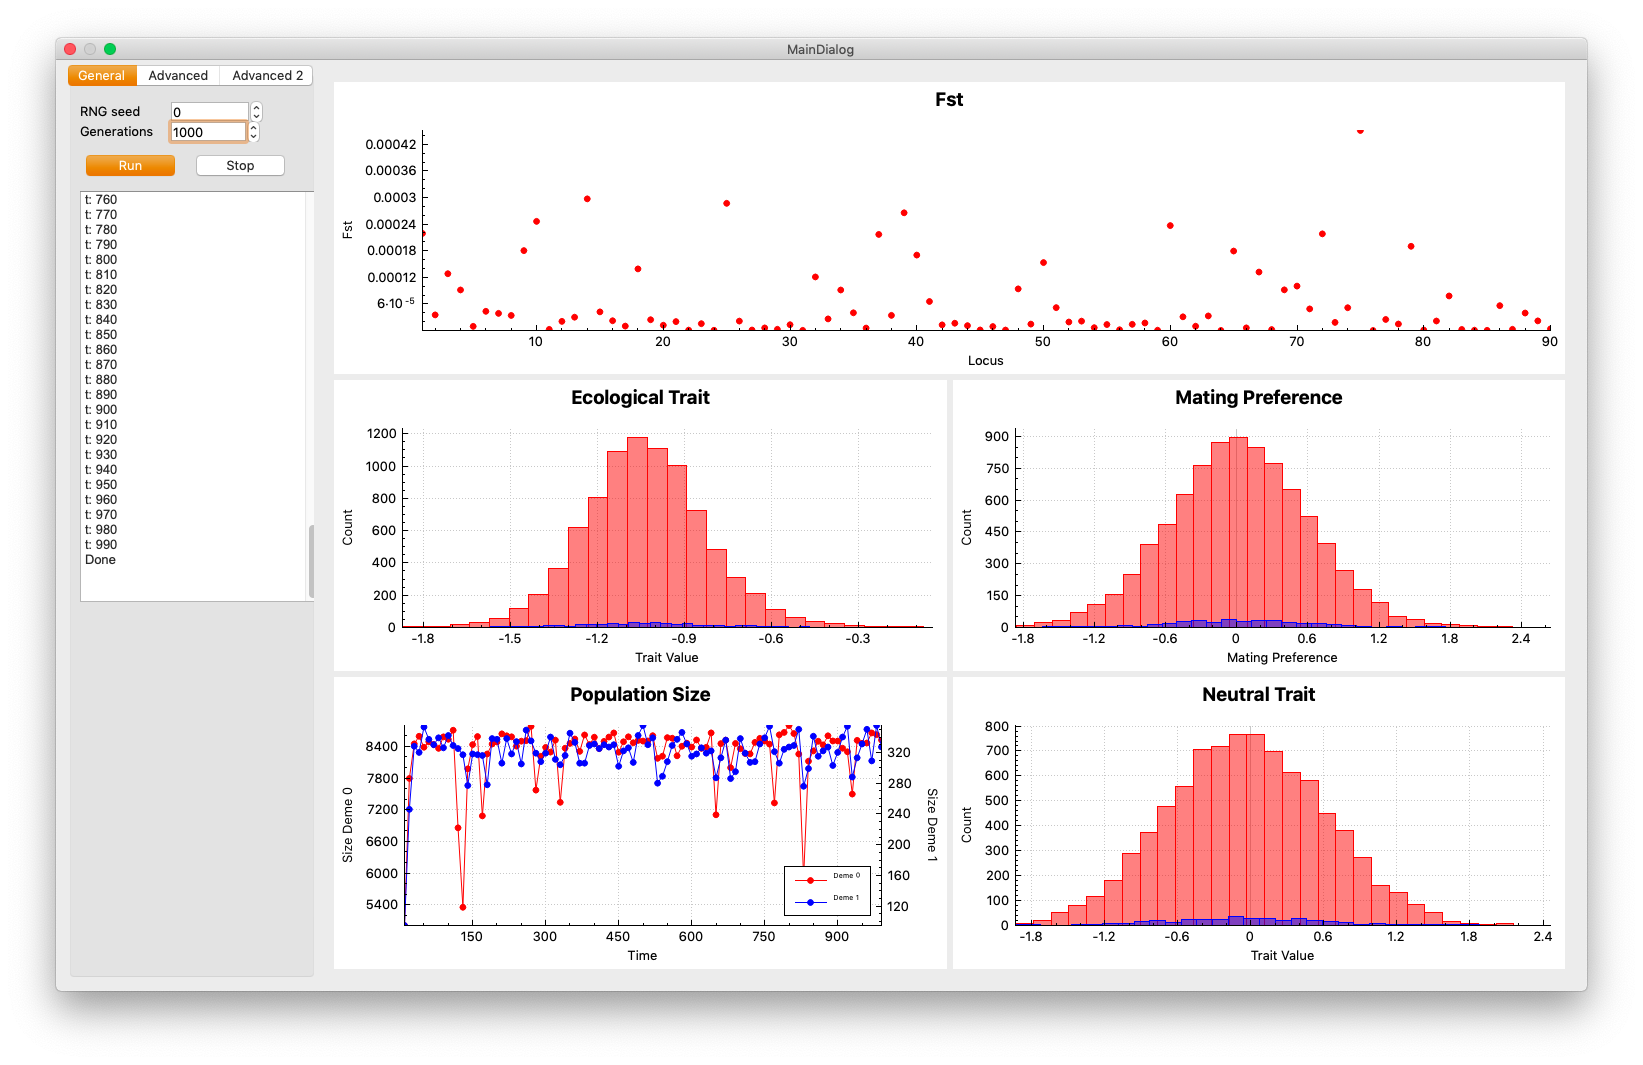 MainDialog
General Advanced Advanced 2
RNG seed 0
Generations 1000
Run Stop
t: 760
t: 770
t: 780
t: 790
t: 800
t: 810
t: 820
t: 830
t: 840
t: 850
t: 860
t: 870
t: 880
t: 890
t: 900
t: 910
t: 920
t: 930
t: 940
t: 950
t: 960
t: 970
t: 980
t: 990
Done
Fst
0.00042
0.00036
0.0003
0.00024
0.00018
0.00012
6·10⁻⁵
Fst
10 20 30 40 50 60 70 80 90
Locus
Ecological Trait
1200
1000
800
600
400
200
0
Count
-1.8 -1.5 -1.2 -0.9 -0.6 -0.3
Trait Value
Mating Preference
900
750
600
450
300
150
0
Count
-1.8 -1.2 -0.6 0 0.6 1.2 1.8 2.4
Mating Preference
Population Size
8400
7800
7200
6600
6000
5400
Size Deme 0
320
280
240
200
160
120
Size Deme 1
Deme 0
Deme 1
150 300 450 600 750 900
Time
Neutral Trait
800
700
600
500
400
300
200
100
0
Count
-1.8 -1.2 -0.6 0 0.6 1.2 1.8 2.4
Trait Value